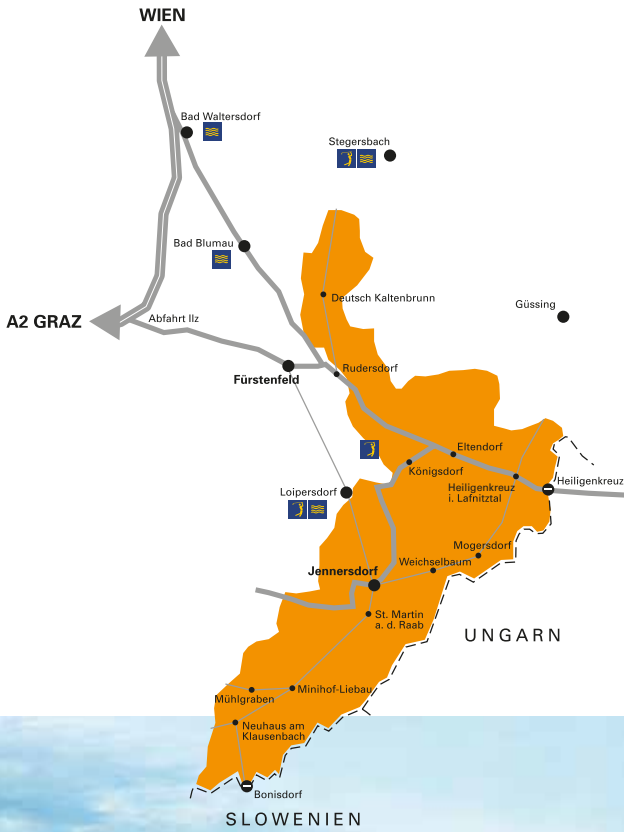 WIEN
Bad Waltersdorf
Stegersbach
Bad Blumau
Deutsch Kaltenbrunn
Güssing
A2 GRAZ
Abfahrt Ilz
Rudersdorf
Fürstenfeld
Eltendorf
Königsdorf
Heiligenkreuz
Heiligenkreuz
i. Lafnitztal
Loipersdorf
Mogersdorf
Weichselbaum
Jennersdorf
St. Martin
a. d. Raab
UNGARN
Minihof-Liebau
Mühlgraben
Neuhaus am
Klausenbach
Bonisdorf
SLOWENIEN